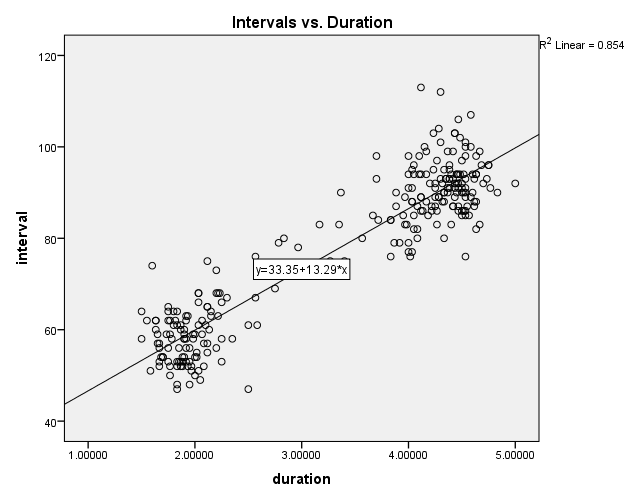 Intervals vs. Duration
R2 Linear = 0.854
120
100
80
60
40
interval
y=33.35+13.29*x
1.00000 2.00000 3.00000 4.00000 5.00000
duration